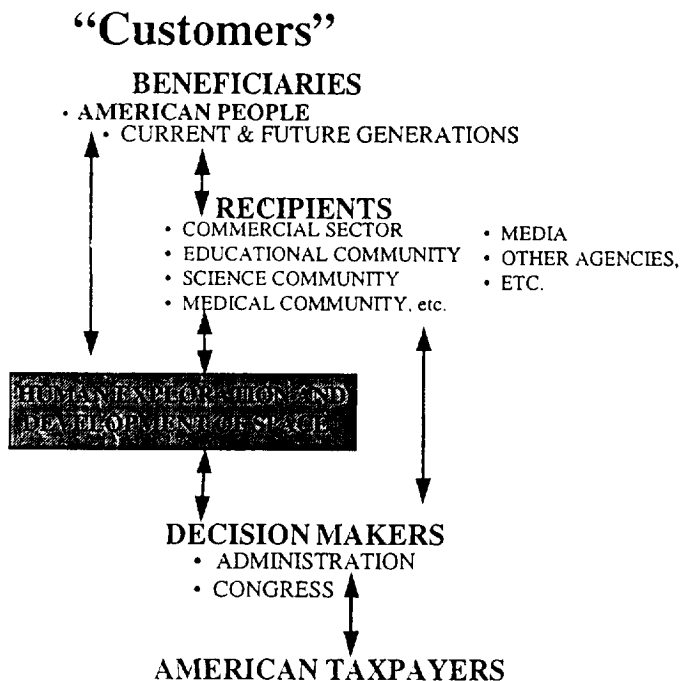 “Customers”
BENEFICIARIES
• AMERICAN PEOPLE
• CURRENT & FUTURE GENERATIONS
RECIPIENTS
• COMMERCIAL SECTOR
• EDUCATIONAL COMMUNITY
• SCIENCE COMMUNITY
• MEDICAL COMMUNITY, etc.
• MEDIA
• OTHER AGENCIES,
• ETC.
HUMAN EXPLORATION AND
DEVELOPMENT OF SPACE
DECISION MAKERS
• ADMINISTRATION
• CONGRESS
AMERICAN TAXPAYERS